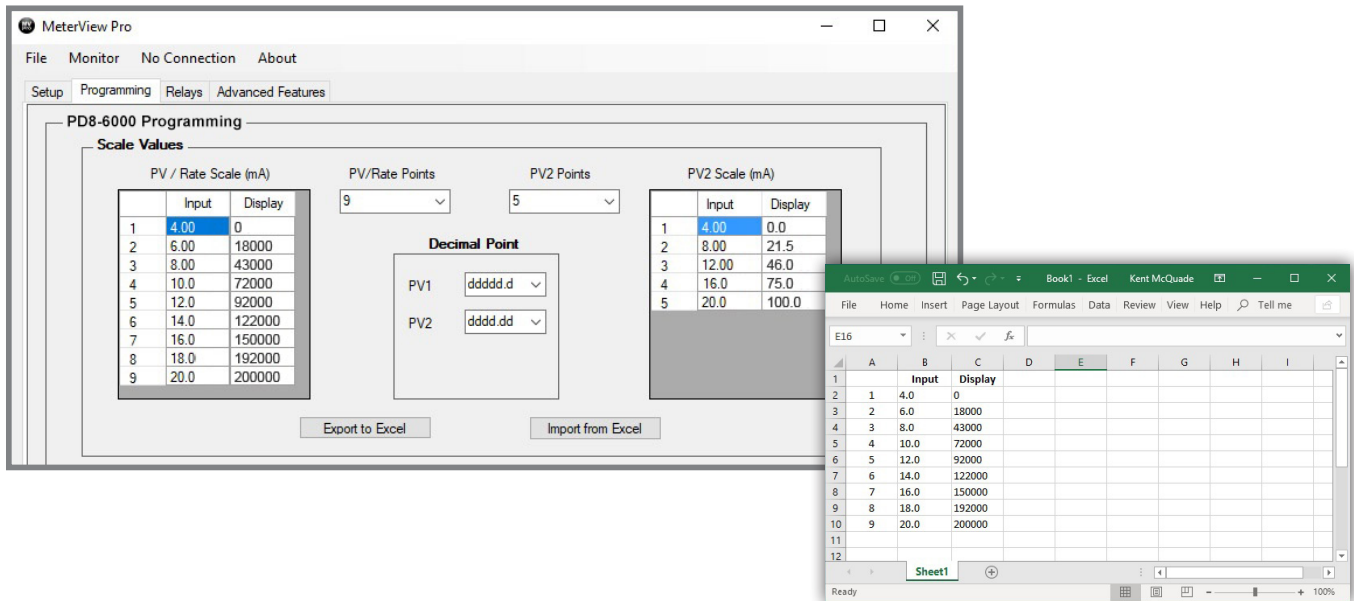 MeterView Pro
File Monitor No Connection About
Setup Programming Relays Advanced Features
PD8-6000 Programming
Scale Values
PV / Rate Scale (mA)
Input Display
1 4.00 0
2 6.00 18000
3 8.00 43000
4 10.0 72000
5 12.0 92000
6 14.0 122000
7 16.0 150000
8 18.0 192000
9 20.0 200000
PV/Rate Points
9
PV2 Points
5
Decimal Point
PV1 ddddd.d
PV2 dddd.dd
PV2 Scale (mA)
Input Display
1 4.00 0.0
2 8.00 21.5
3 12.00 46.0
4 16.0 75.0
5 20.0 100.0
Export to Excel Import from Excel
AutoSave Off Book1 - Excel Kent McQuade
File Home Insert Page Layout Formulas Data Review View Help Tell me
E16 fx
A B C D E F G H I
1 Input Display
2 1 4.0 0
3 2 6.0 18000
4 3 8.0 43000
5 4 10.0 72000
6 5 12.0 92000
7 6 14.0 122000
8 7 16.0 150000
9 8 18.0 192000
10 9 20.0 200000
11
12
Sheet1
Ready 100%